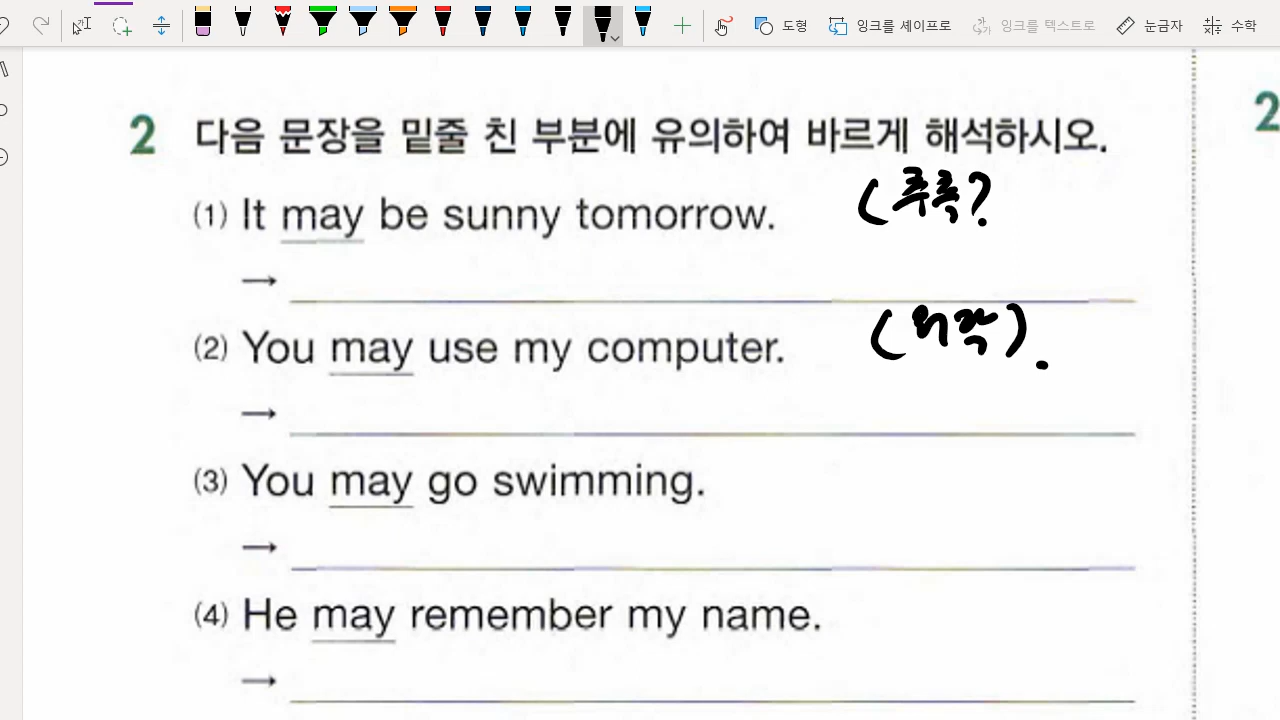 도형 잉크를 셰이프로 잉크를 텍스트로 눈금자 수학
2 다음 문장을 밑줄 친 부분에 유의하여 바르게 해석하시오. 2
(1) It may be sunny tomorrow. (추측?
→
(2) You may use my computer.
→
(3) You may go swimming.
→
(4) He may remember my name.
→